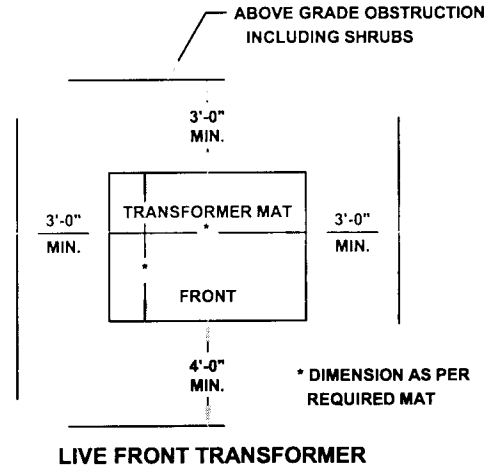 ABOVE GRADE OBSTRUCTION
INCLUDING SHRUBS
3'-0"
MIN.
3'-0"
MIN.
TRANSFORMER MAT
*
*
FRONT
3'-0"
MIN.
4'-0"
MIN.
* DIMENSION AS PER
REQUIRED MAT
LIVE FRONT TRANSFORMER